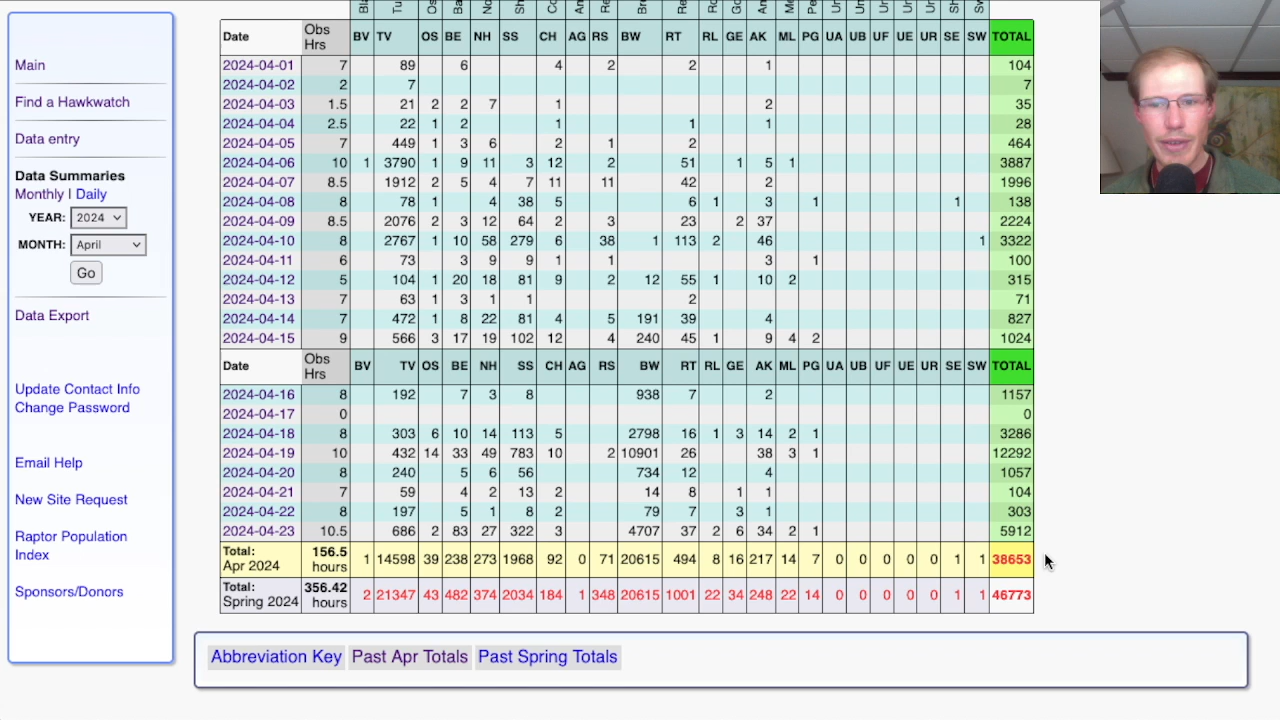 Main
Find a Hawkwatch
Data entry
Data Summaries
Monthly | Daily
YEAR: 2024
MONTH: April
Go
Data Export
Update Contact Info
Change Password
Email Help
New Site Request
Raptor Population
Index
Sponsors/Donors
Date Obs Hrs BV TV OS BE NH SS CH AG RS BW RT RL GE AK ML PG UA UB UF UE UR SE SW TOTAL
2024-04-01 7 89 6 4 2 2 1 104
2024-04-02 2 7 7
2024-04-03 1.5 21 2 2 7 1 2 35
2024-04-04 2.5 22 1 2 1 1 1 28
2024-04-05 7 449 1 3 6 2 1 2 464
2024-04-06 10 1 3790 1 9 11 3 12 2 51 1 5 1 3887
2024-04-07 8.5 1912 2 5 4 7 11 11 42 2 1996
2024-04-08 8 78 1 4 38 5 6 1 3 1 1 138
2024-04-09 8.5 2076 2 3 12 64 2 3 23 2 37 2224
2024-04-10 8 2767 1 10 58 279 6 38 1 113 2 46 1 3322
2024-04-11 6 73 3 9 9 1 1 3 1 100
2024-04-12 5 104 1 20 18 81 9 2 12 55 1 10 2 315
2024-04-13 7 63 1 3 1 1 2 71
2024-04-14 7 472 1 8 22 81 4 5 191 39 4 827
2024-04-15 9 566 3 17 19 102 12 4 240 45 1 9 4 2 1024
Date Obs Hrs BV TV OS BE NH SS CH AG RS BW RT RL GE AK ML PG UA UB UF UE UR SE SW TOTAL
2024-04-16 8 192 7 3 8 938 7 2 1157
2024-04-17 0 0
2024-04-18 8 303 6 10 14 113 5 2798 16 1 3 14 2 1 3286
2024-04-19 10 432 14 33 49 783 10 2 10901 26 38 3 1 12292
2024-04-20 8 240 5 6 56 734 12 4 1057
2024-04-21 7 59 4 2 13 2 14 8 1 1 104
2024-04-22 8 197 5 1 8 2 79 7 3 1 303
2024-04-23 10.5 686 2 83 27 322 3 4707 37 2 6 34 2 1 5912
Total: Apr 2024 156.5 hours 1 14598 39 238 273 1968 92 0 71 20615 494 8 16 217 14 7 0 0 0 0 0 1 1 38653
Total: Spring 2024 356.42 hours 2 21347 43 482 374 2034 184 1 348 20615 1001 22 34 248 22 14 0 0 0 0 0 1 1 46773
Abbreviation Key Past Apr Totals Past Spring Totals